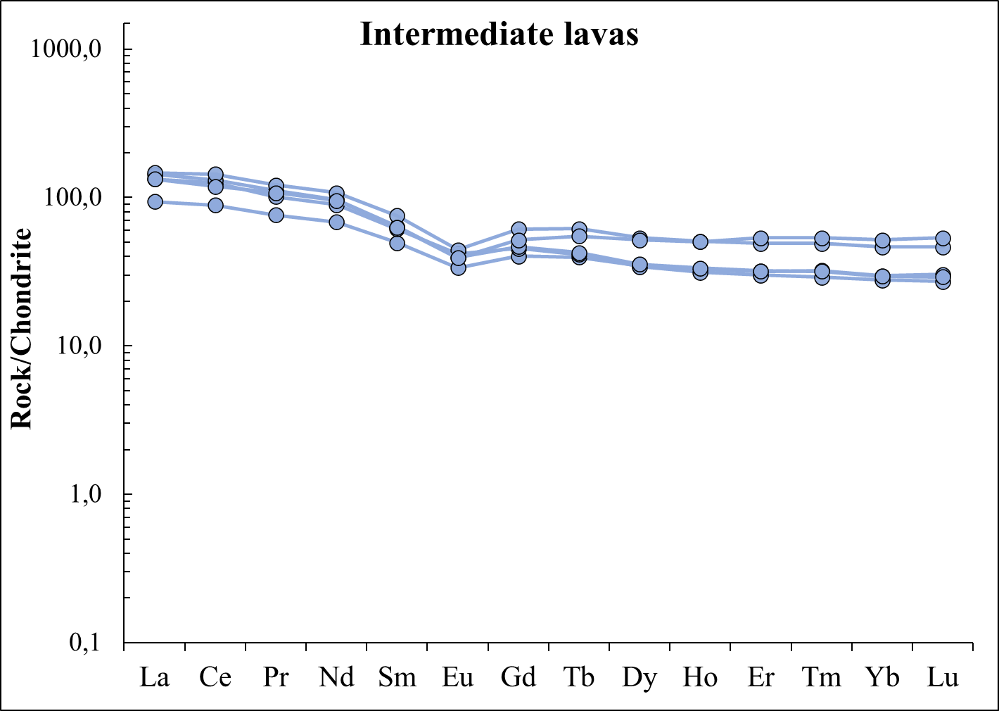 Intermediate lavas
1000,0
100,0
10,0
1,0
0,1
Rock/Chondrite
La Ce Pr Nd Sm Eu Gd Tb Dy Ho Er Tm Yb Lu